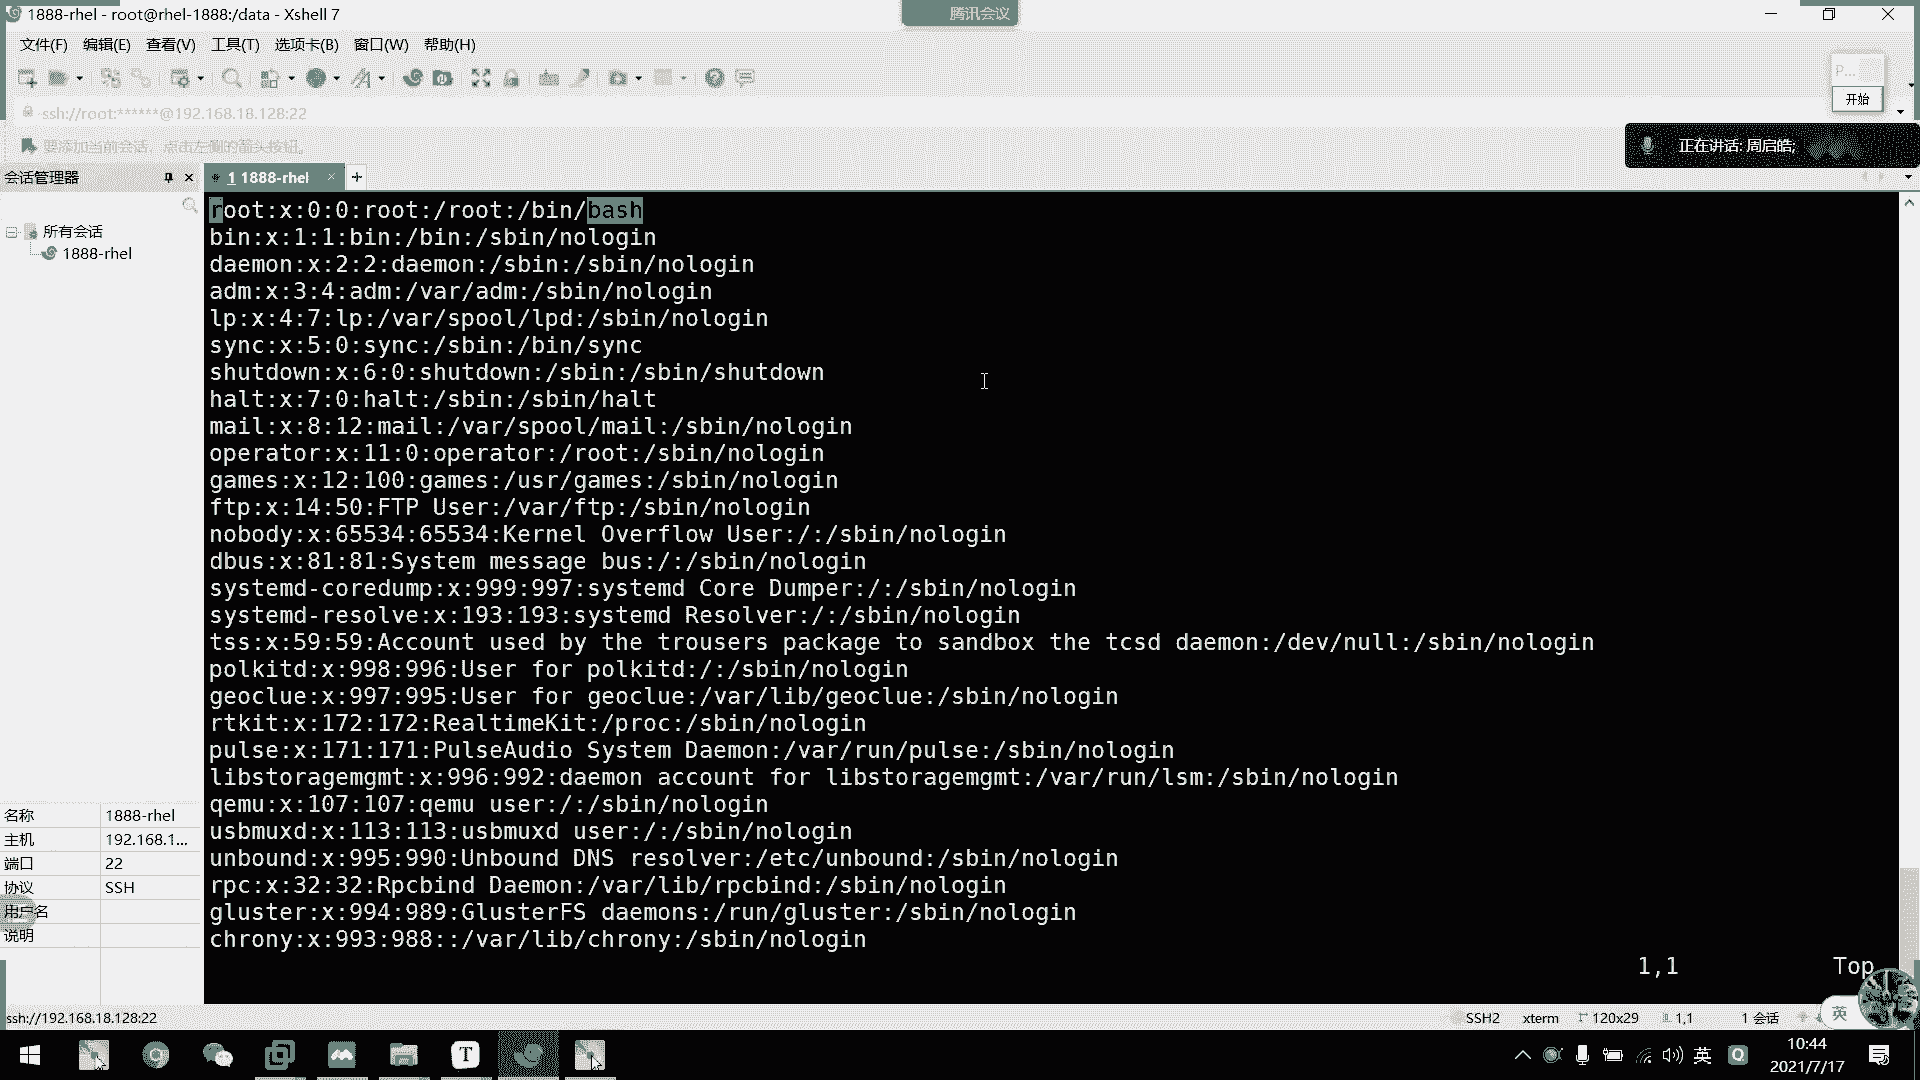 1888-rhel - root@rhel-1888:/data - Xshell 7
腾讯会议
文件(F) 编辑(E) 查看(V) 工具(T) 选项卡(B) 窗口(W) 帮助(H)
P...
开始
ssh://root:******@192.168.18.128:22
要添加当前会话，点击左侧的箭头按钮。
正在讲话: 周启皓;
会话管理器
1 1888-rhel
所有会话
1888-rhel
root:x:0:0:root:/root:/bin/bash
bin:x:1:1:bin:/bin:/sbin/nologin
daemon:x:2:2:daemon:/sbin:/sbin/nologin
adm:x:3:4:adm:/var/adm:/sbin/nologin
lp:x:4:7:lp:/var/spool/lpd:/sbin/nologin
sync:x:5:0:sync:/sbin:/bin/sync
shutdown:x:6:0:shutdown:/sbin:/sbin/shutdown
halt:x:7:0:halt:/sbin:/sbin/halt
mail:x:8:12:mail:/var/spool/mail:/sbin/nologin
operator:x:11:0:operator:/root:/sbin/nologin
games:x:12:100:games:/usr/games:/sbin/nologin
ftp:x:14:50:FTP User:/var/ftp:/sbin/nologin
nobody:x:65534:65534:Kernel Overflow User:/:/sbin/nologin
dbus:x:81:81:System message bus:/:/sbin/nologin
systemd-coredump:x:999:997:systemd Core Dumper:/:/sbin/nologin
systemd-resolve:x:193:193:systemd Resolver:/:/sbin/nologin
tss:x:59:59:Account used by the trousers package to sandbox the tcsd daemon:/dev/null:/sbin/nologin
polkitd:x:998:996:User for polkitd:/:/sbin/nologin
geoclue:x:997:995:User for geoclue:/var/lib/geoclue:/sbin/nologin
rtkit:x:172:172:RealtimeKit:/proc:/sbin/nologin
pulse:x:171:171:PulseAudio System Daemon:/var/run/pulse:/sbin/nologin
libstoragemgmt:x:996:992:daemon account for libstoragemgmt:/var/run/lsm:/sbin/nologin
qemu:x:107:107:qemu user:/:/sbin/nologin
usbmuxd:x:113:113:usbmuxd user:/:/sbin/nologin
unbound:x:995:990:Unbound DNS resolver:/etc/unbound:/sbin/nologin
rpc:x:32:32:Rpcbind Daemon:/var/lib/rpcbind:/sbin/nologin
gluster:x:994:989:GlusterFS daemons:/run/gluster:/sbin/nologin
chrony:x:993:988::/var/lib/chrony:/sbin/nologin
1,1 Top
名称 1888-rhel
主机 192.168.1...
端口 22
协议 SSH
用户名
说明
ssh://192.168.18.128:22
SSH2 xterm 120x29 1,1 1 会话
英
英
10:44
2021/7/17